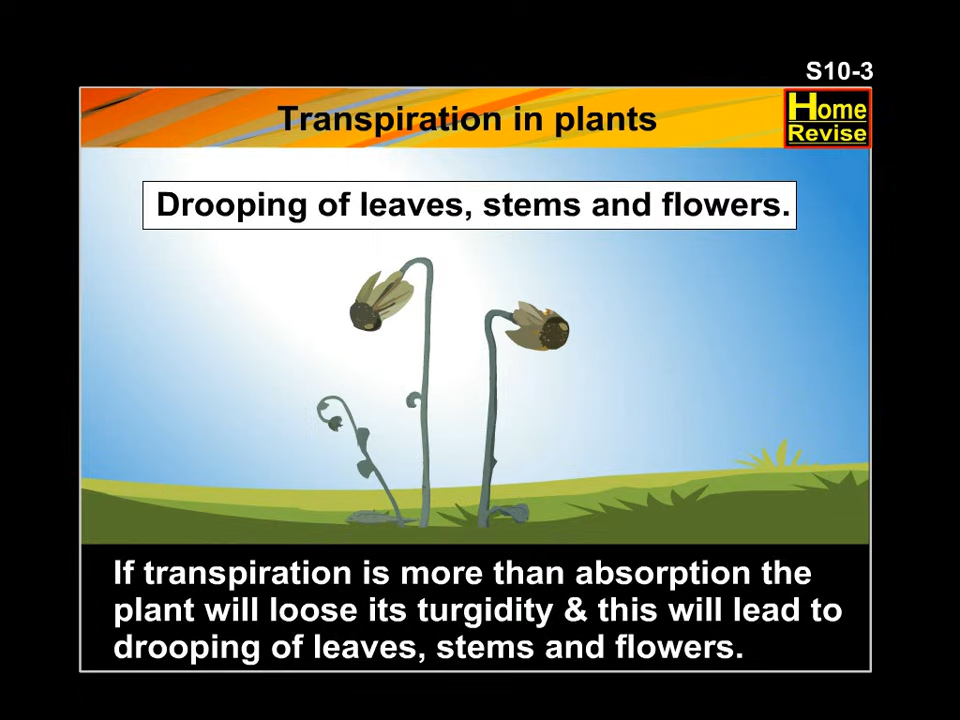 S10-3
Transpiration in plants
Home
Revise
Drooping of leaves, stems and flowers.
If transpiration is more than absorption the
plant will loose its turgidity & this will lead to
drooping of leaves, stems and flowers.